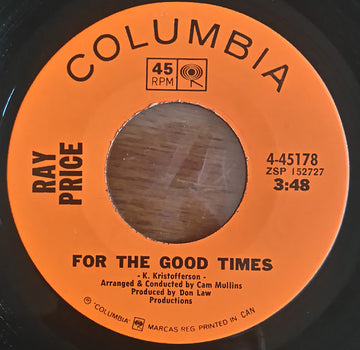 COLUMBIA
45
RPM
RAY
PRICE
4-45178
ZSP 152727
3:48
FOR THE GOOD TIMES
- K. Kristofferson -
Arranged & Conducted by Cam Mullins
Produced by Don Law
Productions
© "COLUMBIA" MARCAS REG. PRINTED IN CAN